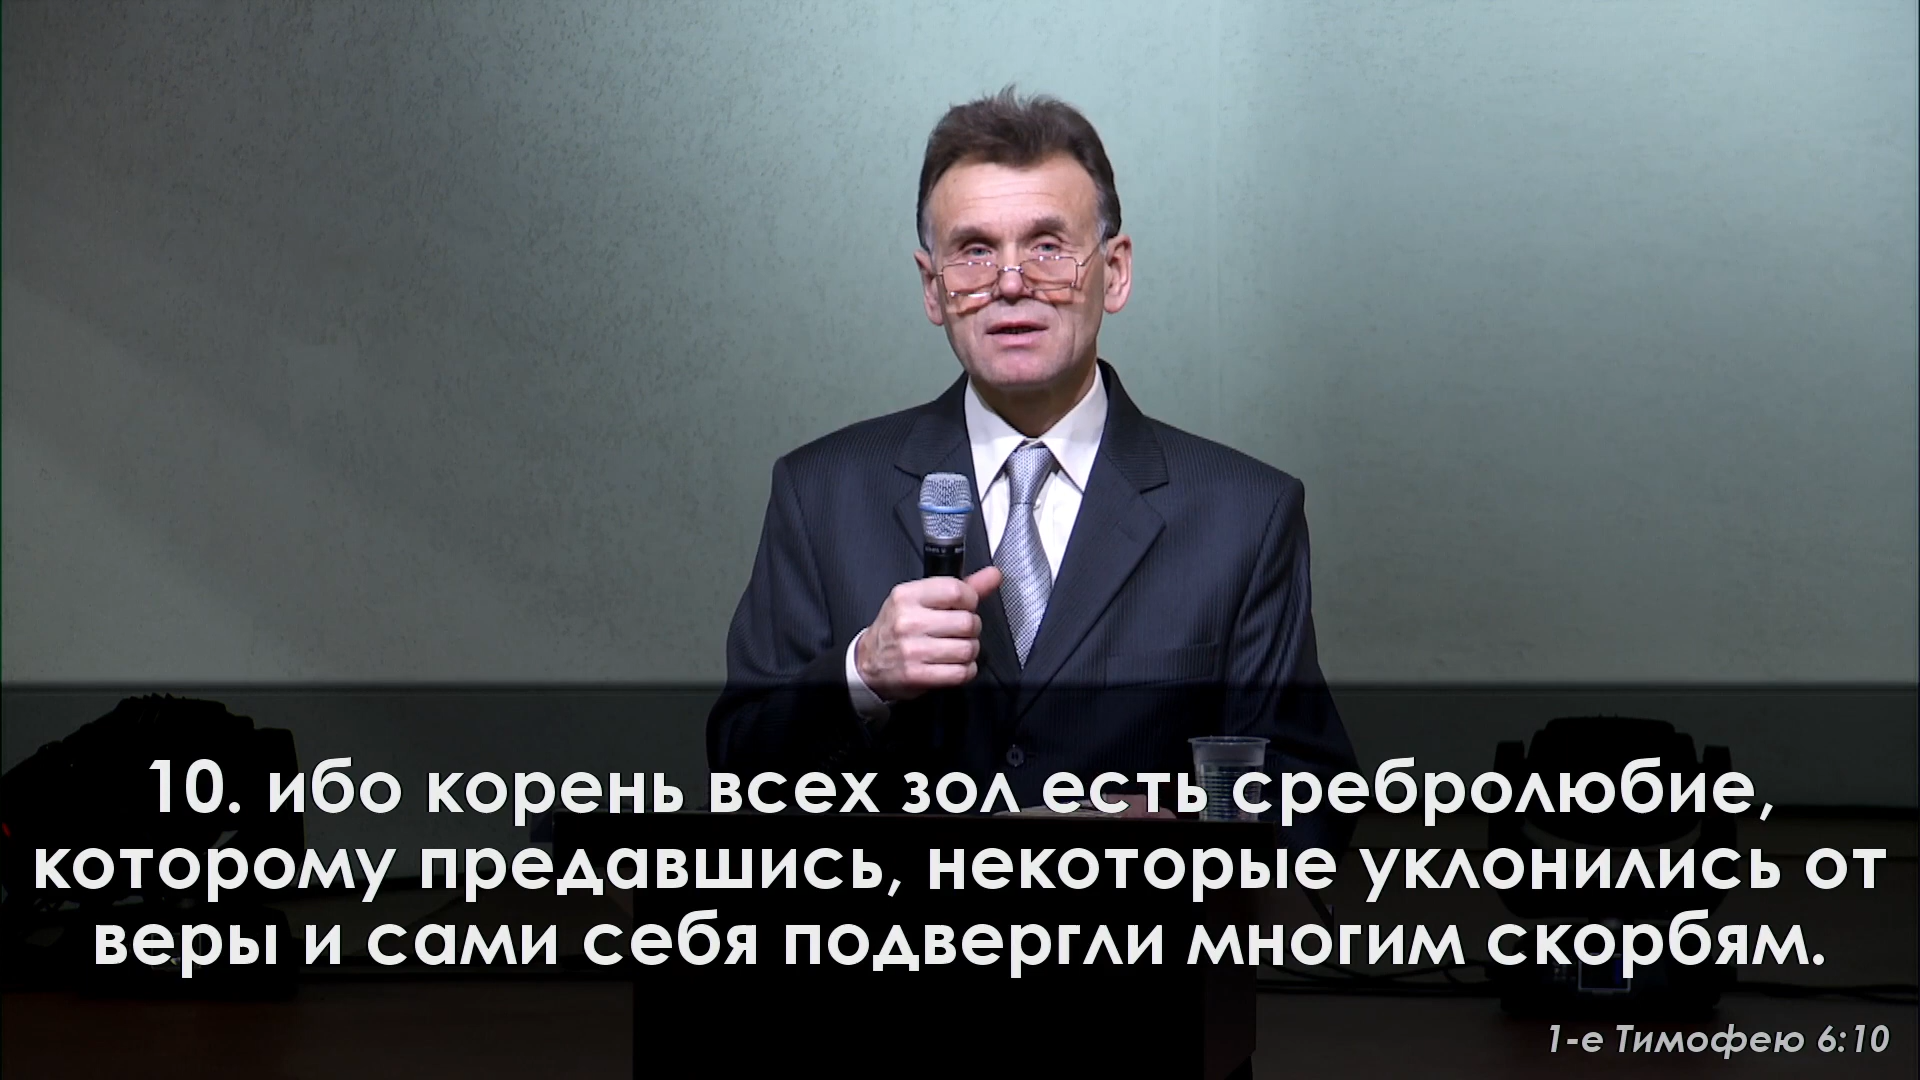 10. ибо корень всех зол есть сребролюбие,
которому предавшись, некоторые уклонились от
веры и сами себя подвергли многим скорбям.
1-е Тимофею 6:10